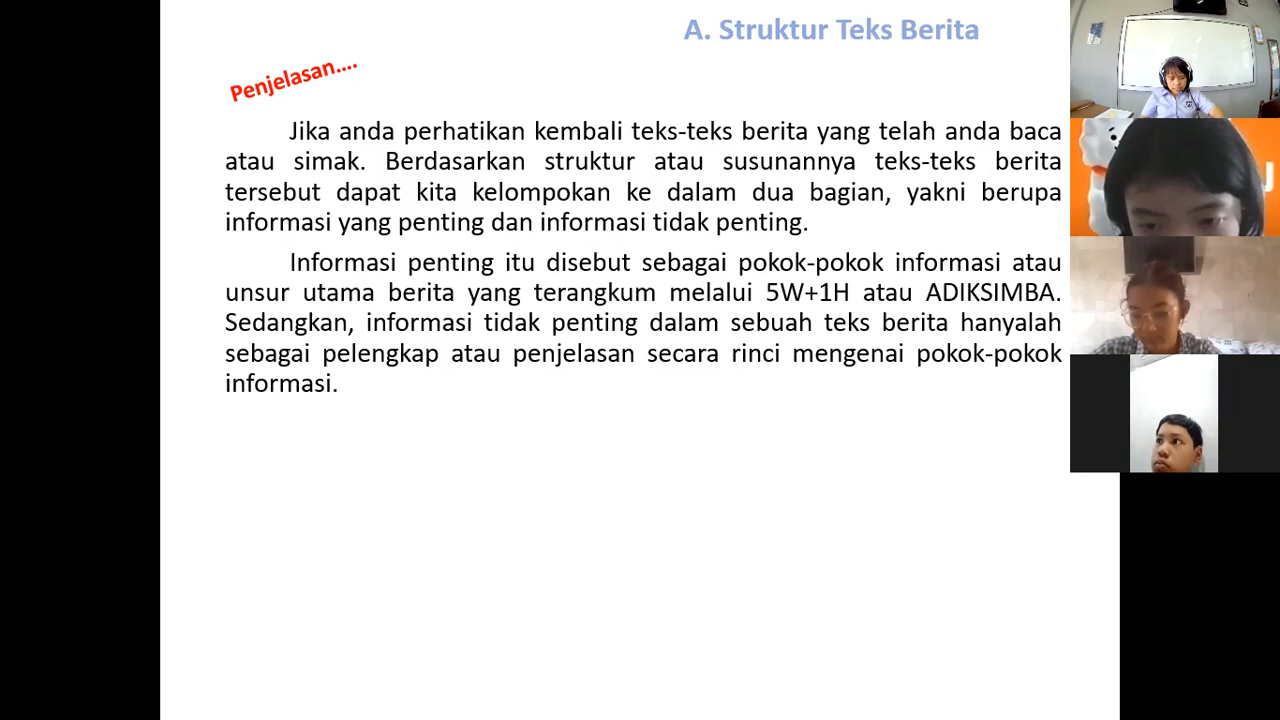 A. Struktur Teks Berita
Penjelasan....
Jika anda perhatikan kembali teks-teks berita yang telah anda baca
atau simak. Berdasarkan struktur atau susunannya teks-teks berita
tersebut dapat kita kelompokan ke dalam dua bagian, yakni berupa
informasi yang penting dan informasi tidak penting.
Informasi penting itu disebut sebagai pokok-pokok informasi atau
unsur utama berita yang terangkum melalui 5W+1H atau ADIKSIMBA.
Sedangkan, informasi tidak penting dalam sebuah teks berita hanyalah
sebagai pelengkap atau penjelasan secara rinci mengenai pokok-pokok
informasi.